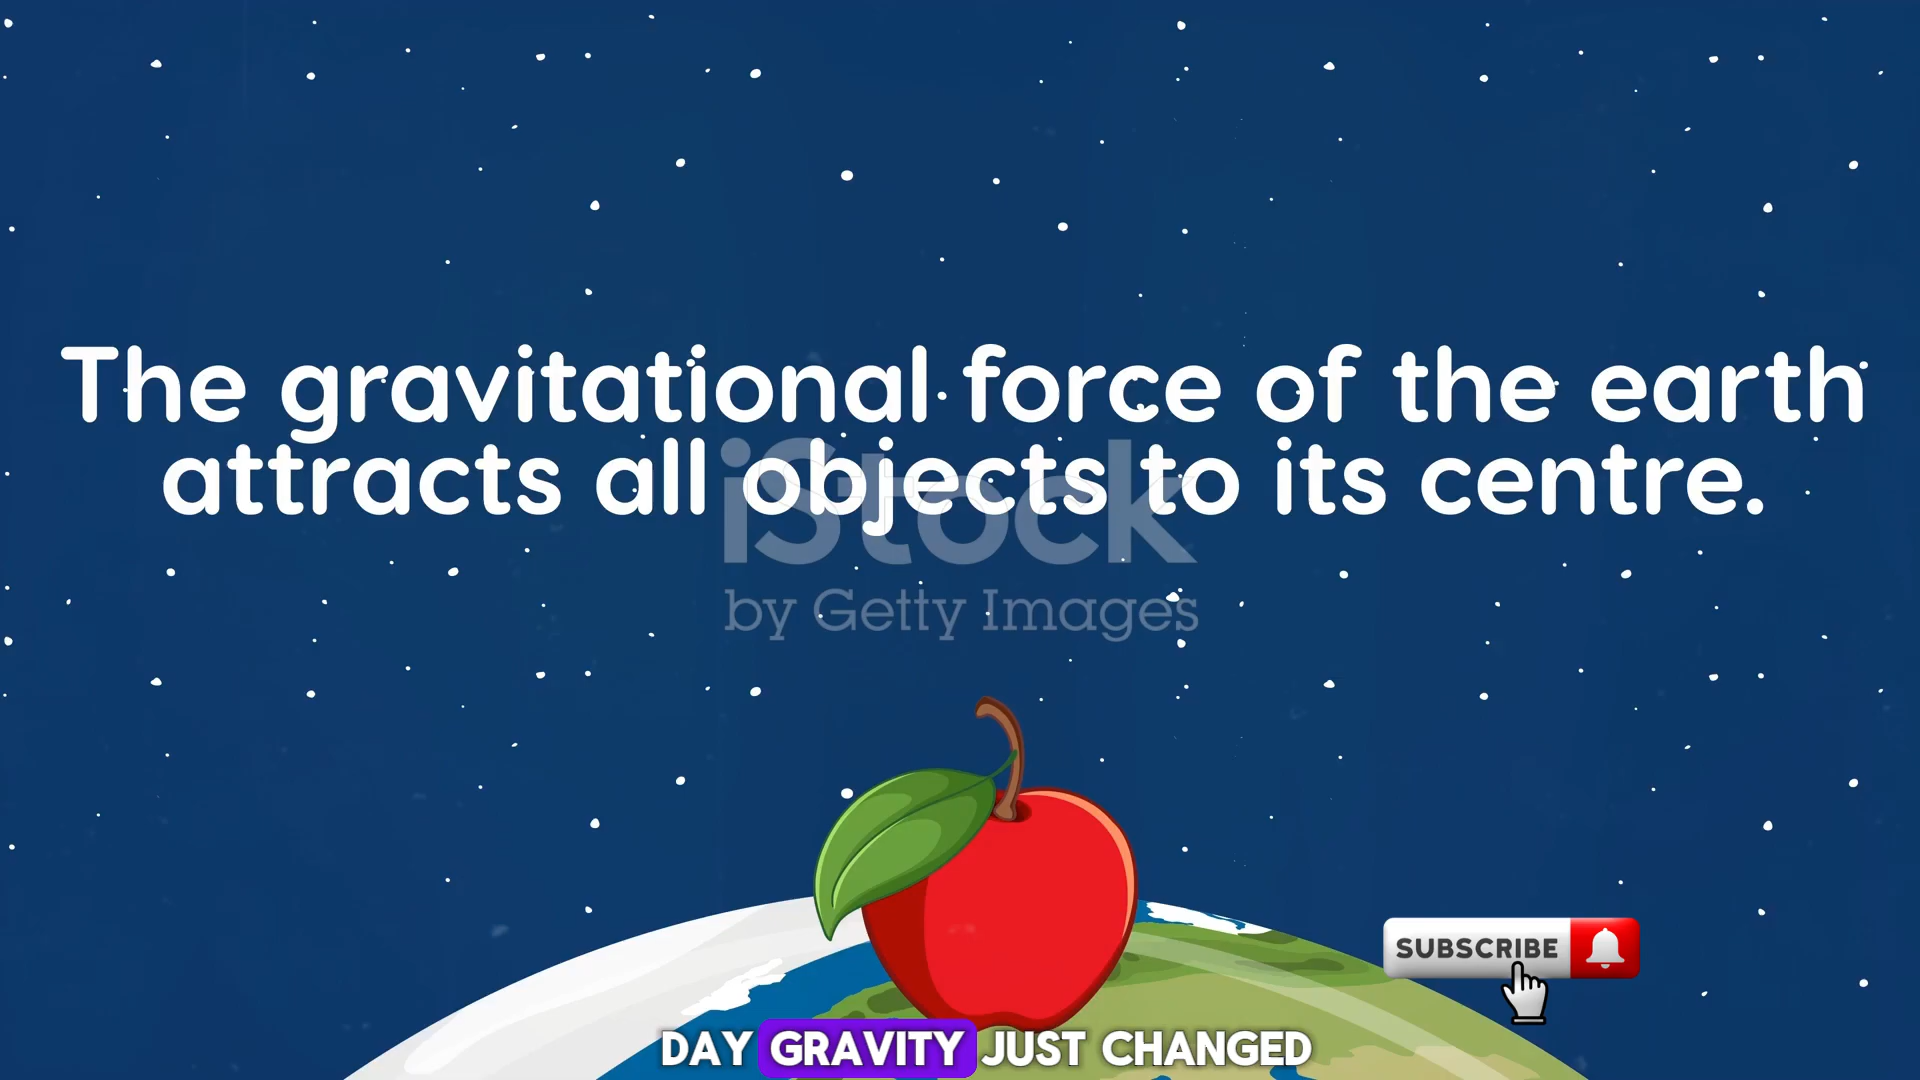 The gravitational force of the earth
attracts all objects to its centre.
iStock
by Getty Images
SUBSCRIBE
DAY GRAVITY JUST CHANGED